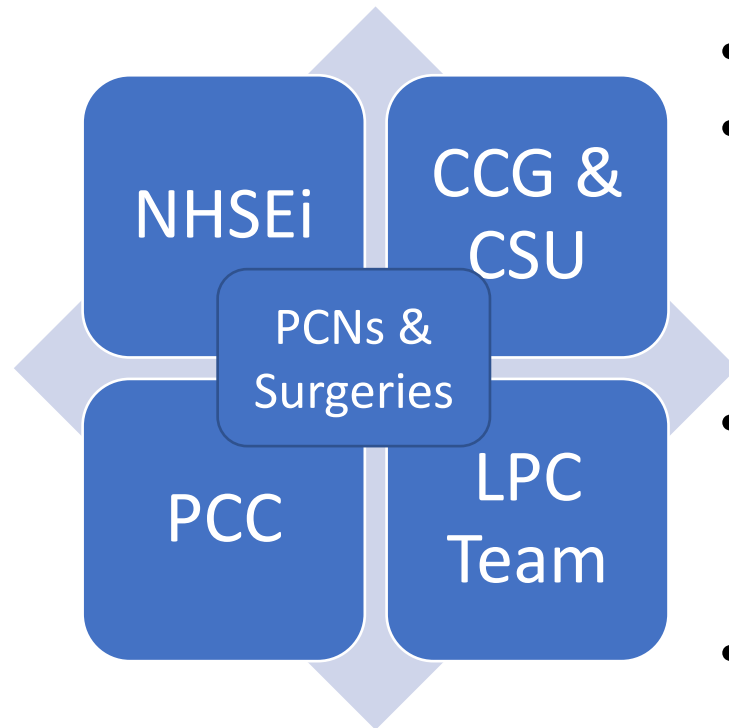 NHSEi
CCG &
CSU
PCNs &
Surgeries
PCC
LPC
Team